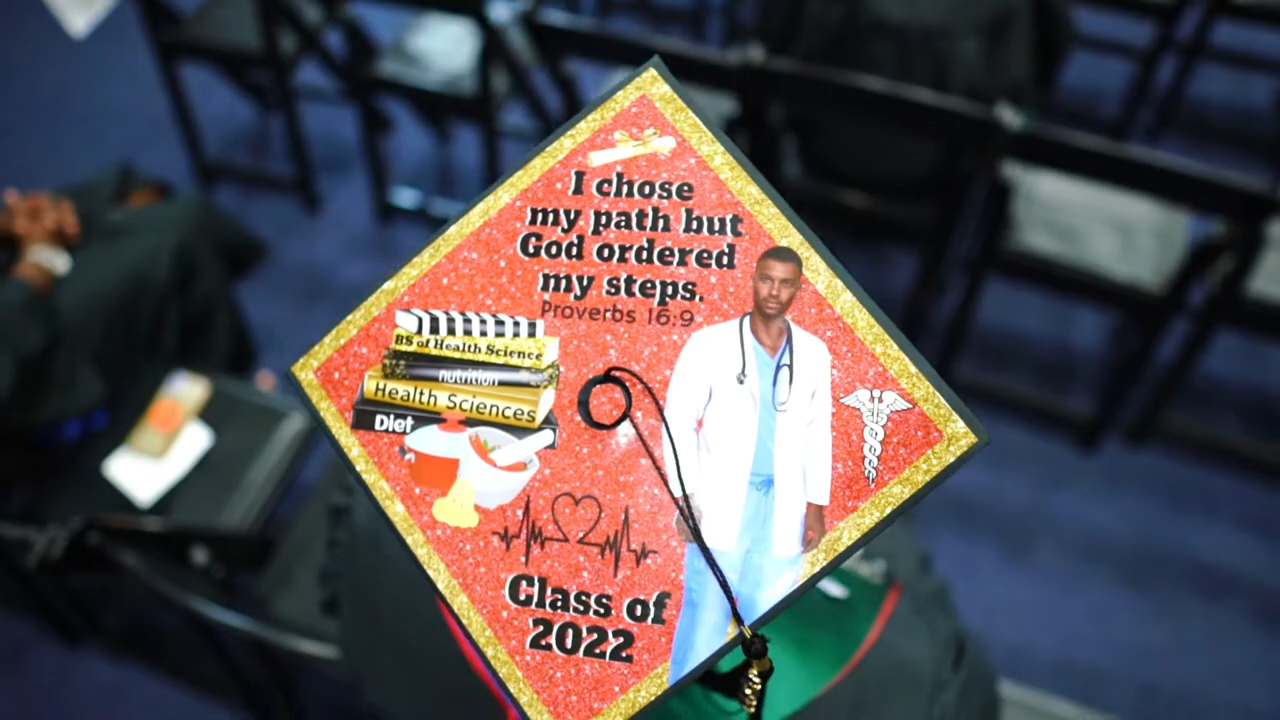 I chose
my path but
God ordered
my steps.
Proverbs 16:9
BS of Health Science
nutrition
Health Sciences
Diet
Class of
2022